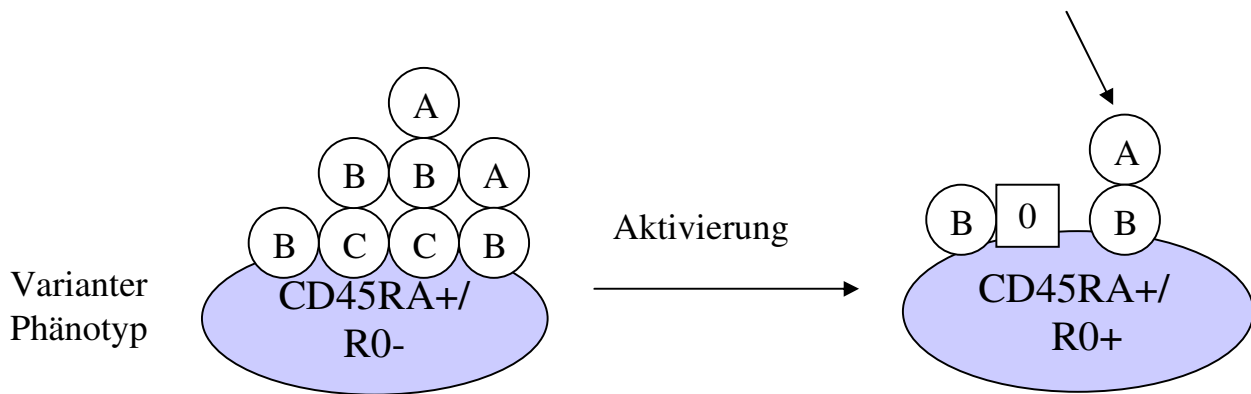 A
B B A
B C C B
CD45RA+/
R0-
Varianter
Phänotyp
Aktivierung
A
B 0 B
CD45RA+/
R0+